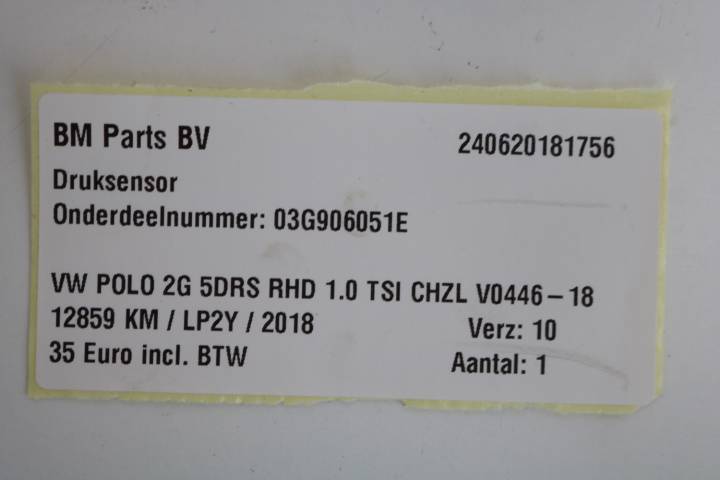 BM Parts BV 240620181756
Druksensor
Onderdeelnummer: 03G906051E
VW POLO 2G 5DRS RHD 1.0 TSI CHZL V0446-18
12859 KM / LP2Y / 2018 Verz: 10
35 Euro incl. BTW Aantal: 1